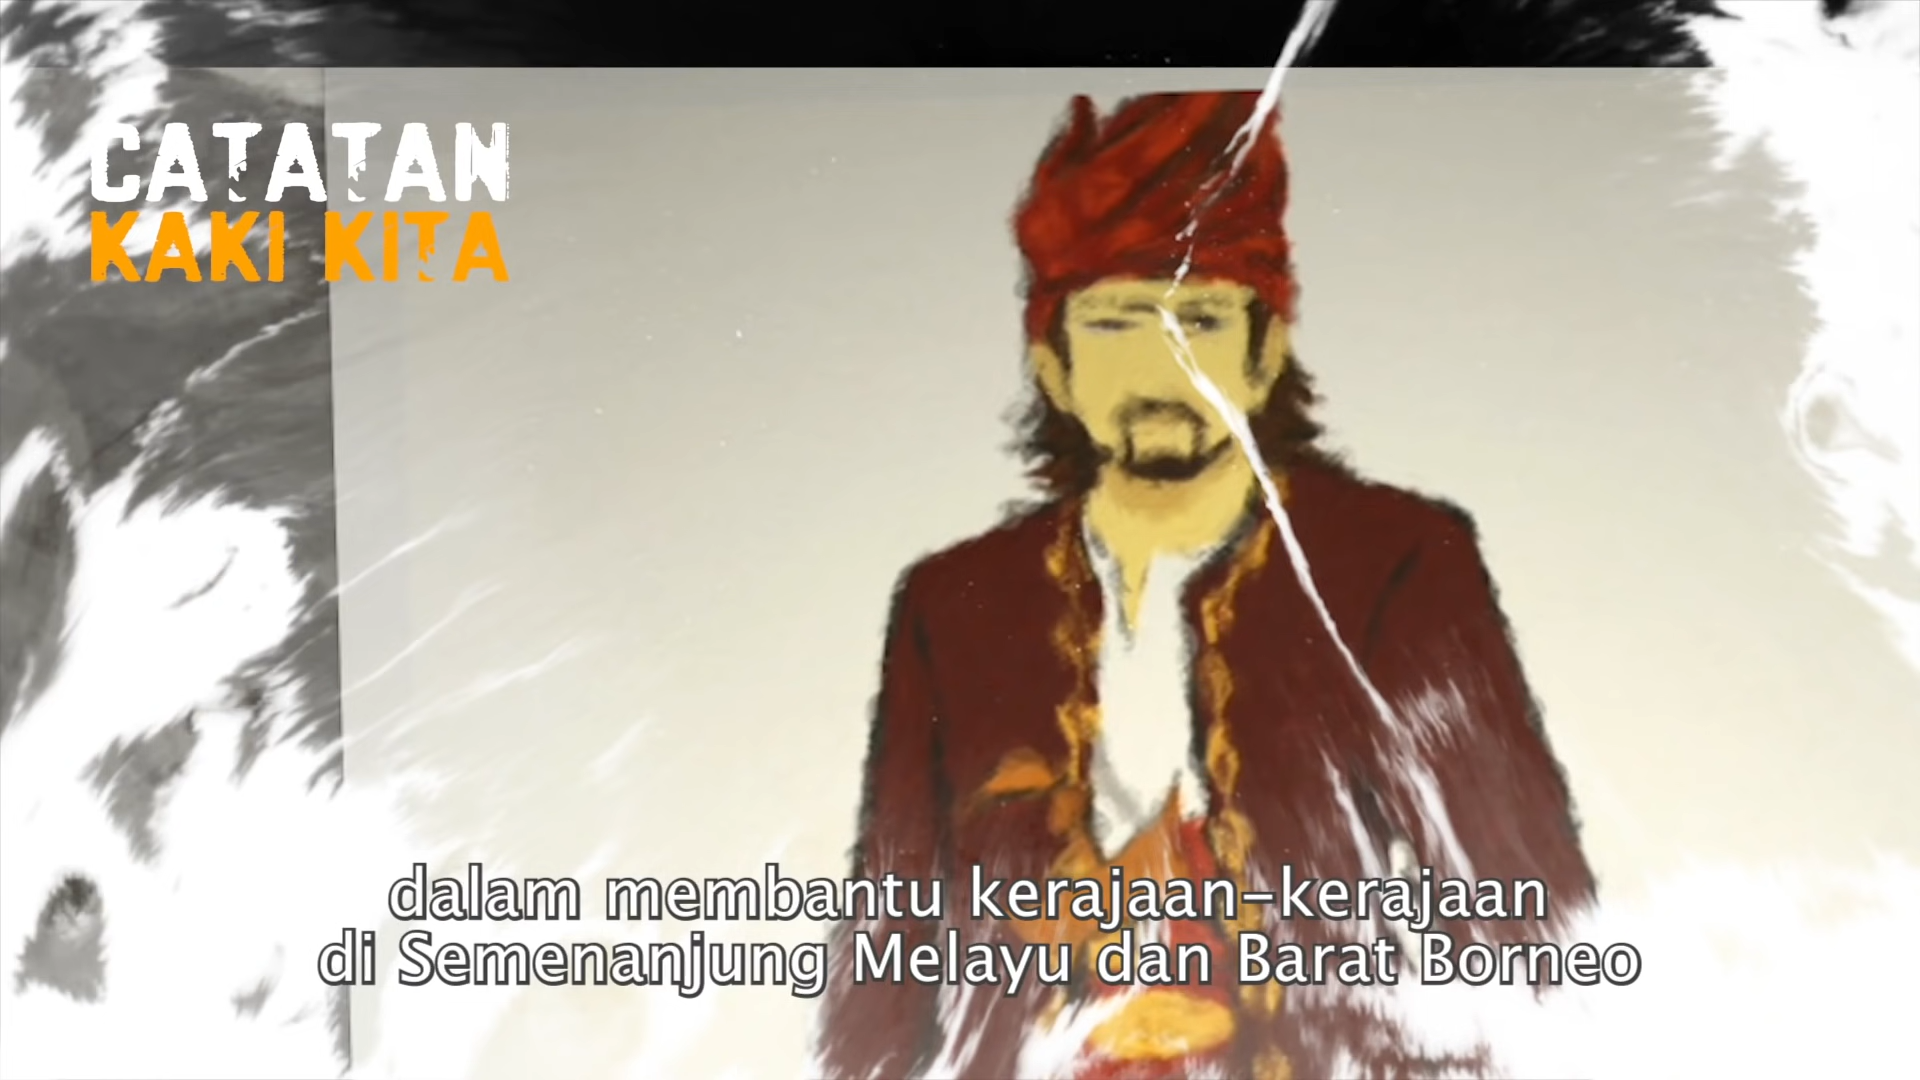 CATATAN
KAKI KITA
dalam membantu kerajaan-kerajaan
di Semenanjung Melayu dan Barat Borneo